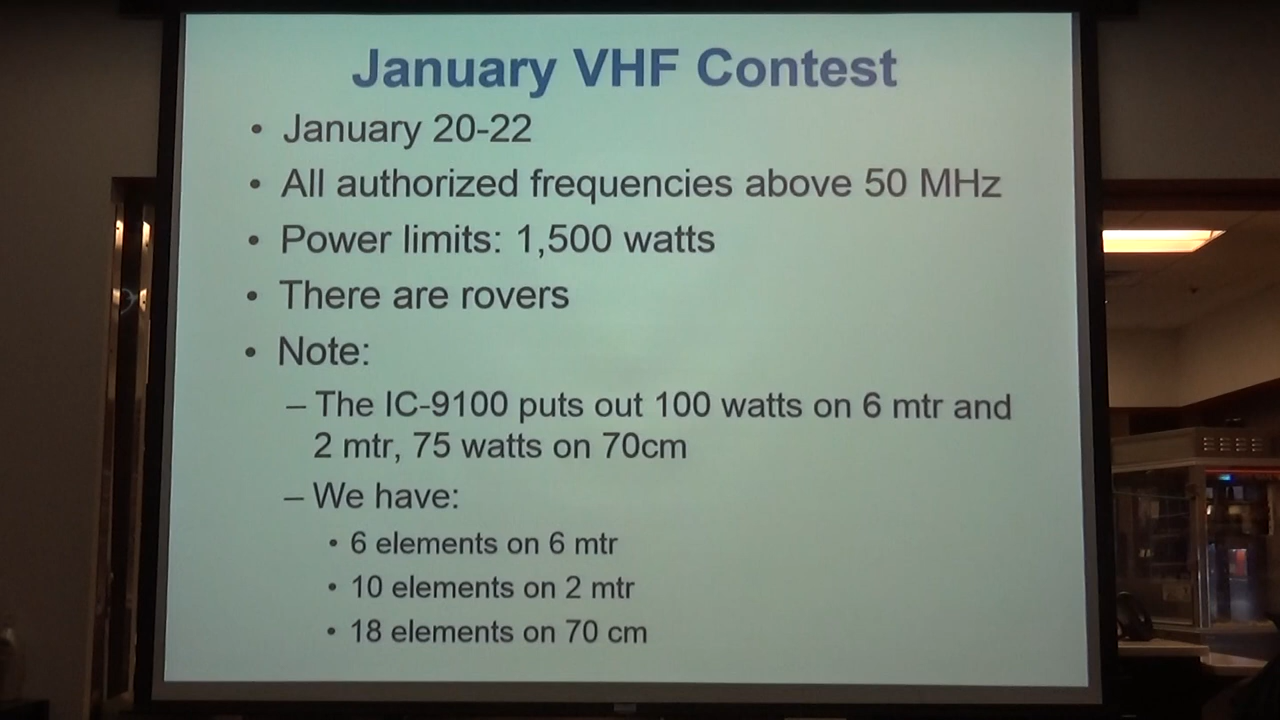 January VHF Contest
• January 20-22
• All authorized frequencies above 50 MHz
• Power limits: 1,500 watts
• There are rovers
• Note:
– The IC-9100 puts out 100 watts on 6 mtr and
2 mtr, 75 watts on 70cm
– We have:
• 6 elements on 6 mtr
• 10 elements on 2 mtr
• 18 elements on 70 cm